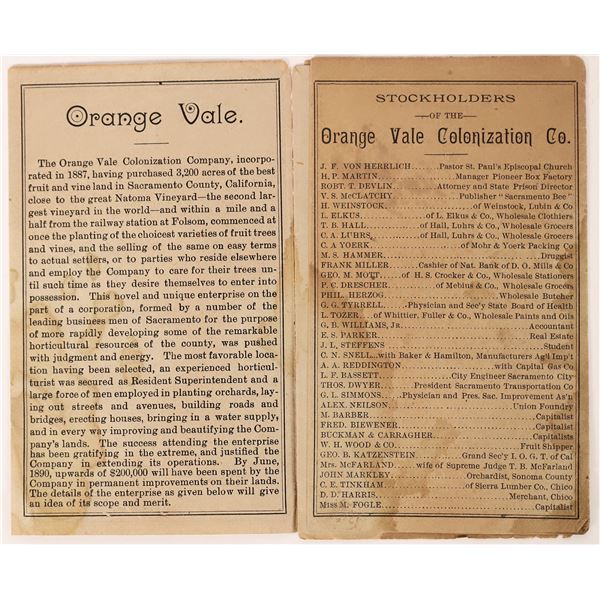 Orange Vale.
The Orange Vale Colonization Company, incorpo-
rated in 1887, having purchased 3,200 acres of the best
fruit and vine land in Sacramento County, California,
close to the great Natoma Vineyard—the second larg-
est vineyard in the world—and within a mile and a
half from the railway station at Folsom, commenced at
once the planting of the choicest varieties of fruit trees
and vines, and the selling of the same on easy terms
to actual settlers, or to parties who reside elsewhere
and employ the Company to care for their trees un-
til such time as they desire themselves to enter into
possession. This novel and unique enterprise on the
part of a corporation, formed by a number of the
leading business men of Sacramento for the purpose
of more rapidly developing some of the remarkable
horticultural resources of the county, was pushed
with judgment and energy. The most favorable loca-
tion having been selected, an experienced horticul-
turist was secured as Resident Superintendent and a
large force of men employed in planting orchards, lay-
ing out streets and avenues, building roads and
bridges, erecting houses, bringing in a water supply,
and in every way improving and beautifying the Com-
pany's lands. The success attending the enterprise
has been gratifying in the extreme, and justified the
Company in extending its operations. By June,
1890, upwards of $200,000 will have been spent by the
Company in permanent improvements on their lands.
The details of the enterprise as given below will give
an idea of its scope and merit.
STOCKHOLDERS
OF THE
Orange Vale Colonization Co.
J. F. VON HERRLICH Pastor St. Paul's Episcopal Church
H. P. MARTIN Manager Pioneer Box Factory
ROBT. T. DEVLIN Attorney and State Prison Director
V. S. McCLATCHY Publisher "Sacramento Bee"
H. WEINSTOCK of Weinstock, Lubin & Co
L. ELKUS of L. Elkus & Co., Wholesale Clothiers
T. B. HALL of Hall, Luhrs & Co., Wholesale Grocers
C. A. LUHRS of Hall, Luhrs & Co., Wholesale Grocers
C. A YOERK of Mohr & Yoerk Packing Co
M. S. HAMMER Druggist
FRANK MILLER Cashier of Nat. Bank of D. O. Mills & Co
GEO. M. MOTT of H. S. Crocker & Co., Wholesale Stationers
P. C. DRESCHER of Mebius & Co., Wholesale Grocers
PHIL. HERZOG Wholesale Butcher
G. G. TYRRELL Physician and Sec'y State Board of Health
L. TOZER of Whittier, Fuller & Co., Wholesale Paints and Oils
G. B. WILLIAMS, Jr. Accountant
E. S. PARKER Real Estate
J. L. STEFFENS Student
C. N. SNELL with Baker & Hamilton, Manufacturers Ag'l Imp't
A. A. REDDINGTON with Capital Gas Co
L. F. BASSETT City Engineer Sacramento City
THOS. DWYER President Sacramento Transportation Co
G. L. SIMMONS Physician and Pres. Sac. Improvement As'n
ALEX. NEILSON Union Foundry
M. BARBER Capitalist
FRED. BIEWENER Capitalist
BUCKMAN & CARRAGHER Capitalists
W. H. WOOD & CO. Fruit Shipper
GEO. B. KATZENSTEIN Grand Sec'y I. O. G. T. of Cal
Mrs. McFARLAND wife of Supreme Judge T. B. McFarland
JOHN MARKLEY Orchardist, Sonoma County
C. E. TINKHAM of Sierra Lumber Co., Chico
D. D. HARRIS Merchant, Chico
Miss M. FOGLE Capitalist